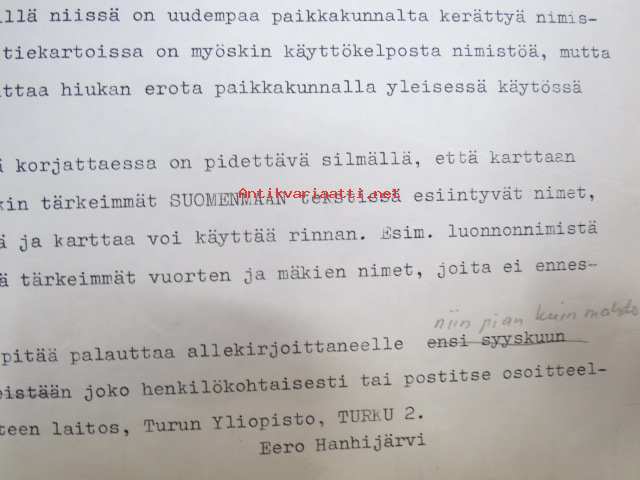 llä niissä on uudempaa paikkakunnalta kerättyä nimis-
tiekartoissa on myöskin käyttökelposta nimistöä, mutta
ttaa hiukan erota paikkakunnalla yleisessä käytössä
ä korjattaessa on pidettävä silmällä, että karttaan
kin tärkeimmät SUOMENMAAN tekstissä esiintyvät nimet,
Antikvariaatti.net
ä ja karttaa voi käyttää rinnan. Esim. luonnonnimistä
ä tärkeimmät vuorten ja mäkien nimet, joita ei ennes-
niin pian kuin mahdo
pitää palauttaa allekirjoittaneelle ensi syyskuun
eistään joko henkilökohtaisesti tai postitse osoitteel-
teen laitos, Turun Yliopisto, TURKU 2.
Eero Hanhijärvi